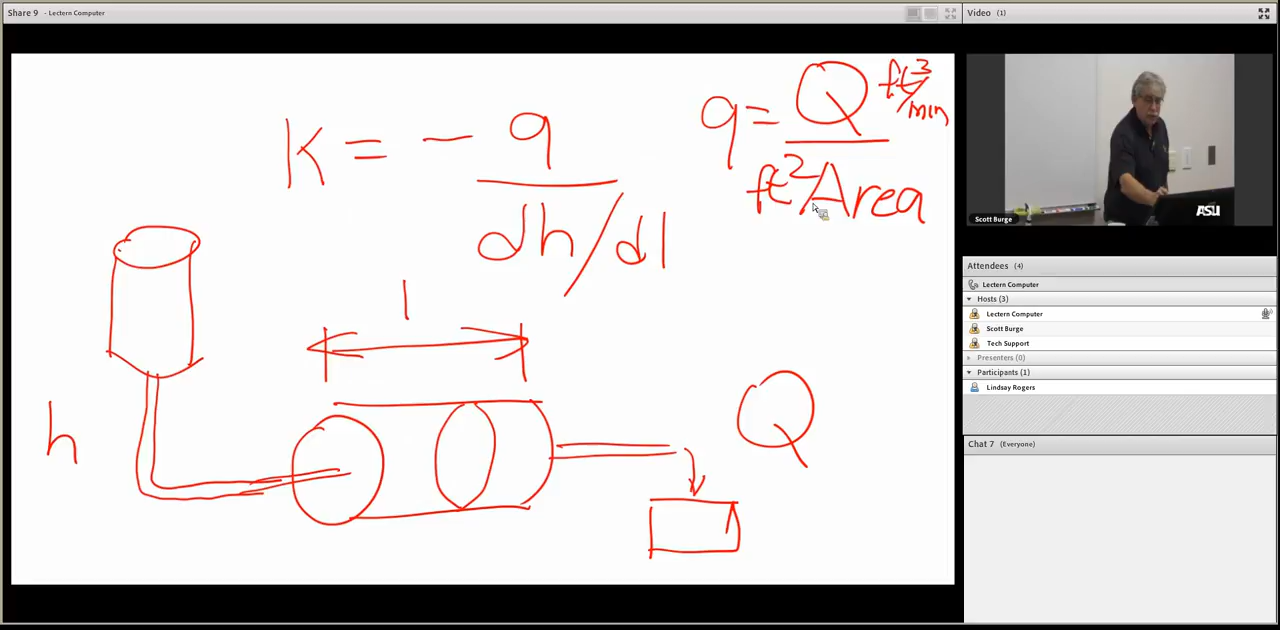 Share 9 - Lectern Computer
K = - q
dh/dl
q = Q ft3/min
ft2 Area
l
h
Q
Video (1)
ASU
Scott Burge
Attendees (4)
Lectern Computer
Hosts (3)
Lectern Computer
Scott Burge
Tech Support
Presenters (0)
Participants (1)
Lindsay Rogers
Chat 7 (Everyone)